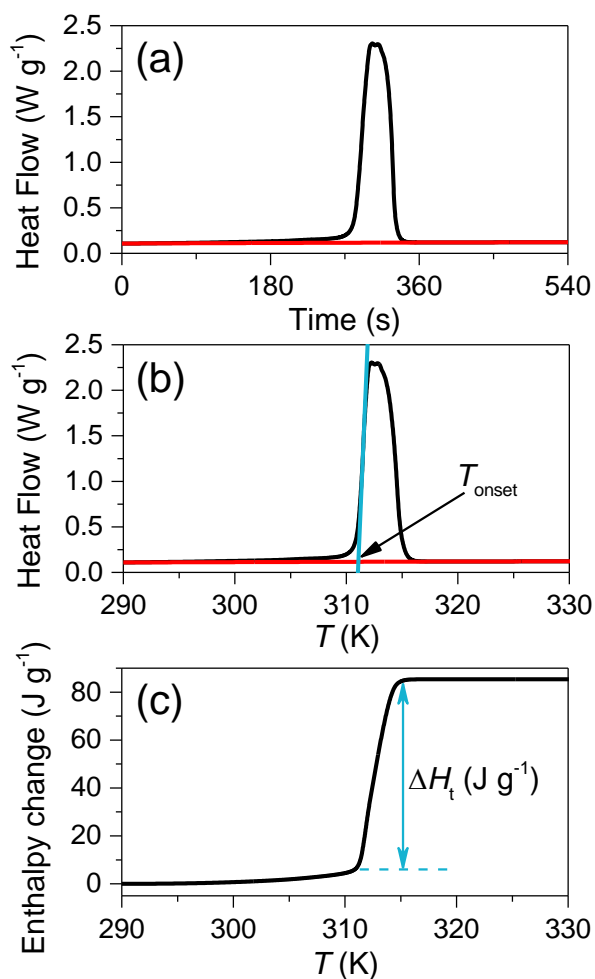 (a)
Heat Flow (W g⁻¹)
2.5
2.0
1.5
1.0
0.5
0.0
0 180 360 540
Time (s)
(b)
Heat Flow (W g⁻¹)
2.5
2.0
1.5
1.0
0.5
0.0
T onset
290 300 310 320 330
T (K)
(c)
Enthalpy change (J g⁻¹)
80
60
40
20
0
ΔHt (J g⁻¹)
290 300 310 320 330
T (K)